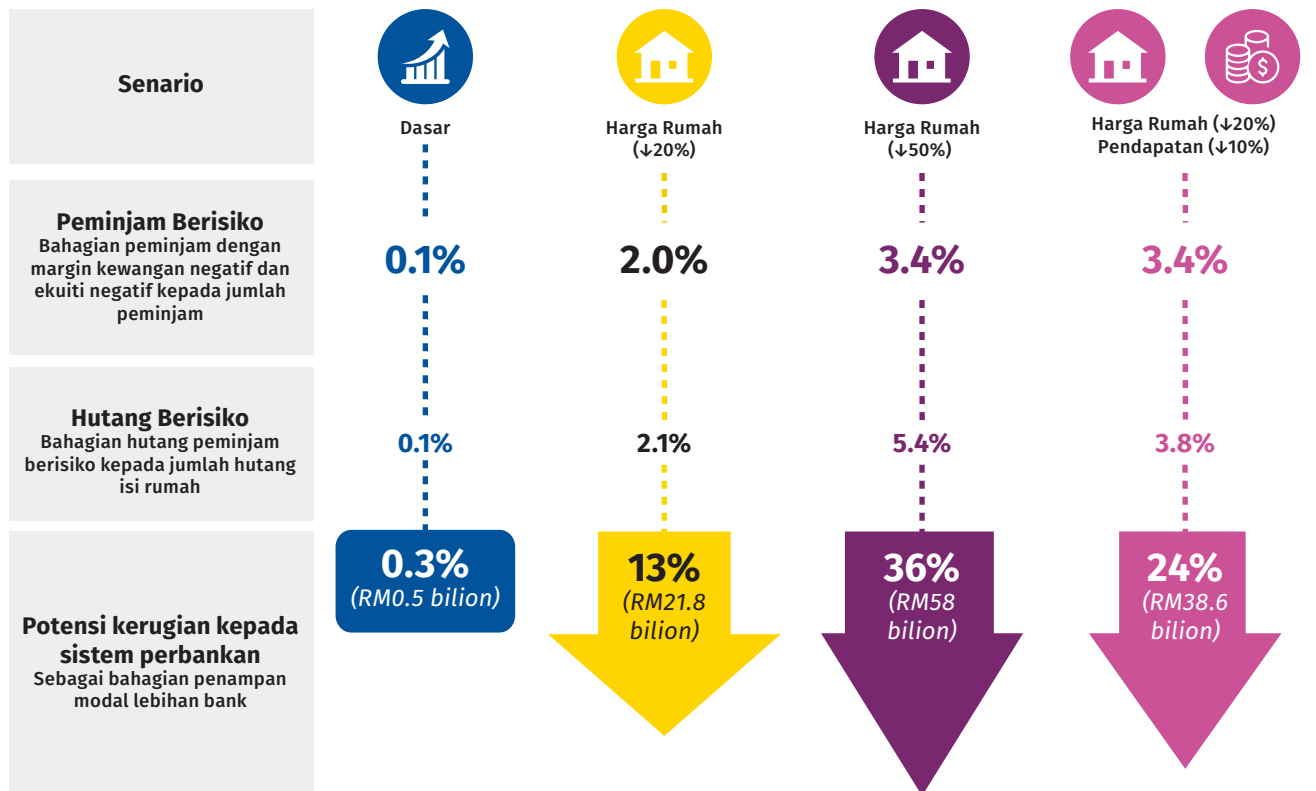 Senario
Dasar
Harga Rumah
(↓20%)
Harga Rumah
(↓50%)
Harga Rumah (↓20%)
Pendapatan (↓10%)
Peminjam Berisiko
Bahagian peminjam dengan
margin kewangan negatif dan
ekuiti negatif kepada jumlah
peminjam
0.1%
2.0%
3.4%
3.4%
Hutang Berisiko
Bahagian hutang peminjam
berisiko kepada jumlah hutang
isi rumah
0.1%
2.1%
5.4%
3.8%
Potensi kerugian kepada
sistem perbankan
Sebagai bahagian penampan
modal lebihan bank
0.3%
(RM0.5 bilion)
13%
(RM21.8
bilion)
36%
(RM58
bilion)
24%
(RM38.6
bilion)